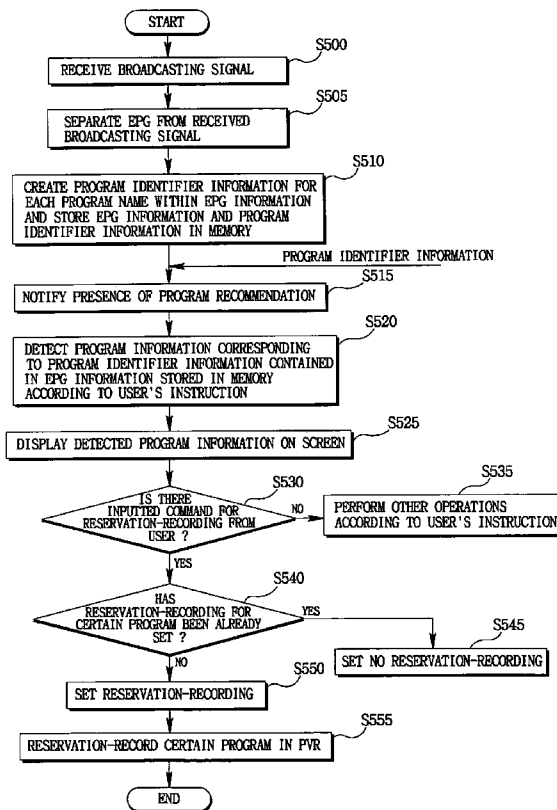 START
S500
RECEIVE BROADCASTING SIGNAL
S505
SEPARATE EPG FROM RECEIVED
BROADCASTING SIGNAL
S510
CREATE PROGRAM IDENTIFIER INFORMATION FOR
EACH PROGRAM NAME WITHIN EPG INFORMATION
AND STORE EPG INFORMATION AND PROGRAM
IDENTIFIER INFORMATION IN MEMORY
PROGRAM IDENTIFIER INFORMATION
S515
NOTIFY PRESENCE OF PROGRAM RECOMMENDATION
S520
DETECT PROGRAM INFORMATION CORRESPONDING
TO PROGRAM IDENTIFIER INFORMATION CONTAINED
IN EPG INFORMATION STORED IN MEMORY
ACCORDING TO USER'S INSTRUCTION
S525
DISPLAY DETECTED PROGRAM INFORMATION ON SCREEN
S530
IS THERE
INPUTTED COMMAND FOR
RESERVATION-RECORDING FROM
USER ?
NO
S535
PERFORM OTHER OPERATIONS
ACCORDING TO USER'S INSTRUCTION
YES
S540
HAS
RESERVATION-RECORDING FOR
CERTAIN PROGRAM BEEN ALREADY
SET ?
YES
S545
SET NO RESERVATION-RECORDING
NO
S550
SET RESERVATION-RECORDING
S555
RESERVATION-RECORD CERTAIN PROGRAM IN PVR
END